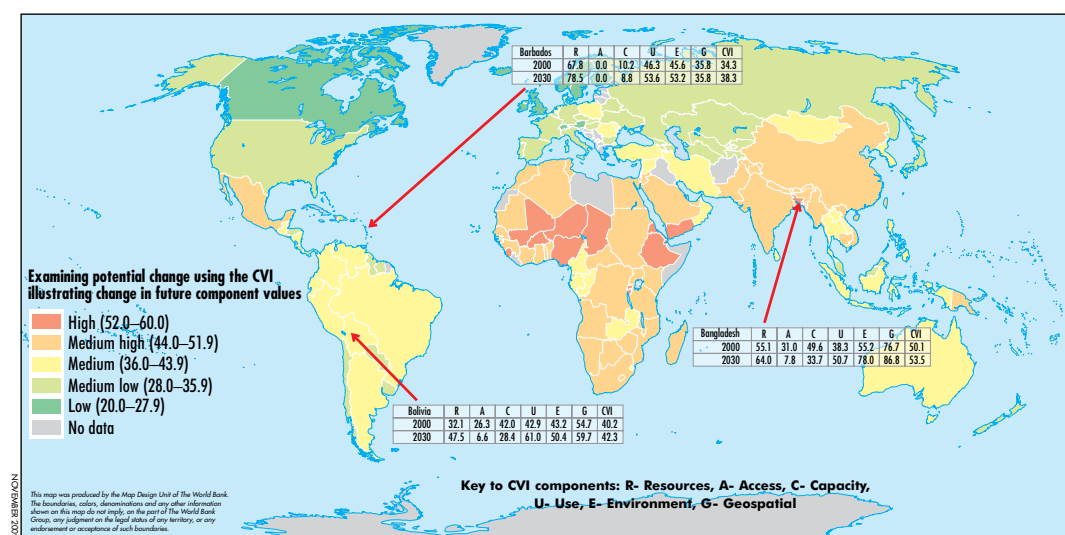 Barbados R A C U E G CVI
2000 67.8 0.0 10.2 46.3 45.6 35.8 34.3
2030 78.5 0.0 8.8 53.6 53.2 35.8 38.3
Examining potential change using the CVI
illustrating change in future component values
High (52.0–60.0)
Medium high (44.0–51.9)
Medium (36.0–43.9)
Medium low (28.0–35.9)
Low (20.0–27.9)
No data
Bangladesh R A C U E G CVI
2000 55.1 31.0 49.6 38.3 55.2 76.7 50.1
2030 64.0 7.8 33.7 50.7 78.0 86.8 53.5
Bolivia R A C U E G CVI
2000 32.1 26.3 42.0 42.9 43.2 54.7 40.2
2030 47.5 6.6 28.4 61.0 50.4 59.7 42.3
Key to CVI components: R- Resources, A- Access, C- Capacity,
U- Use, E- Environment, G- Geospatial
This map was produced by the Map Design Unit of The World Bank.
The boundaries, colors, denominations and any other information
shown on this map do not imply, on the part of The World Bank
Group, any judgment on the legal status of any territory, or any
endorsement or acceptance of such boundaries.
NOVEMBER